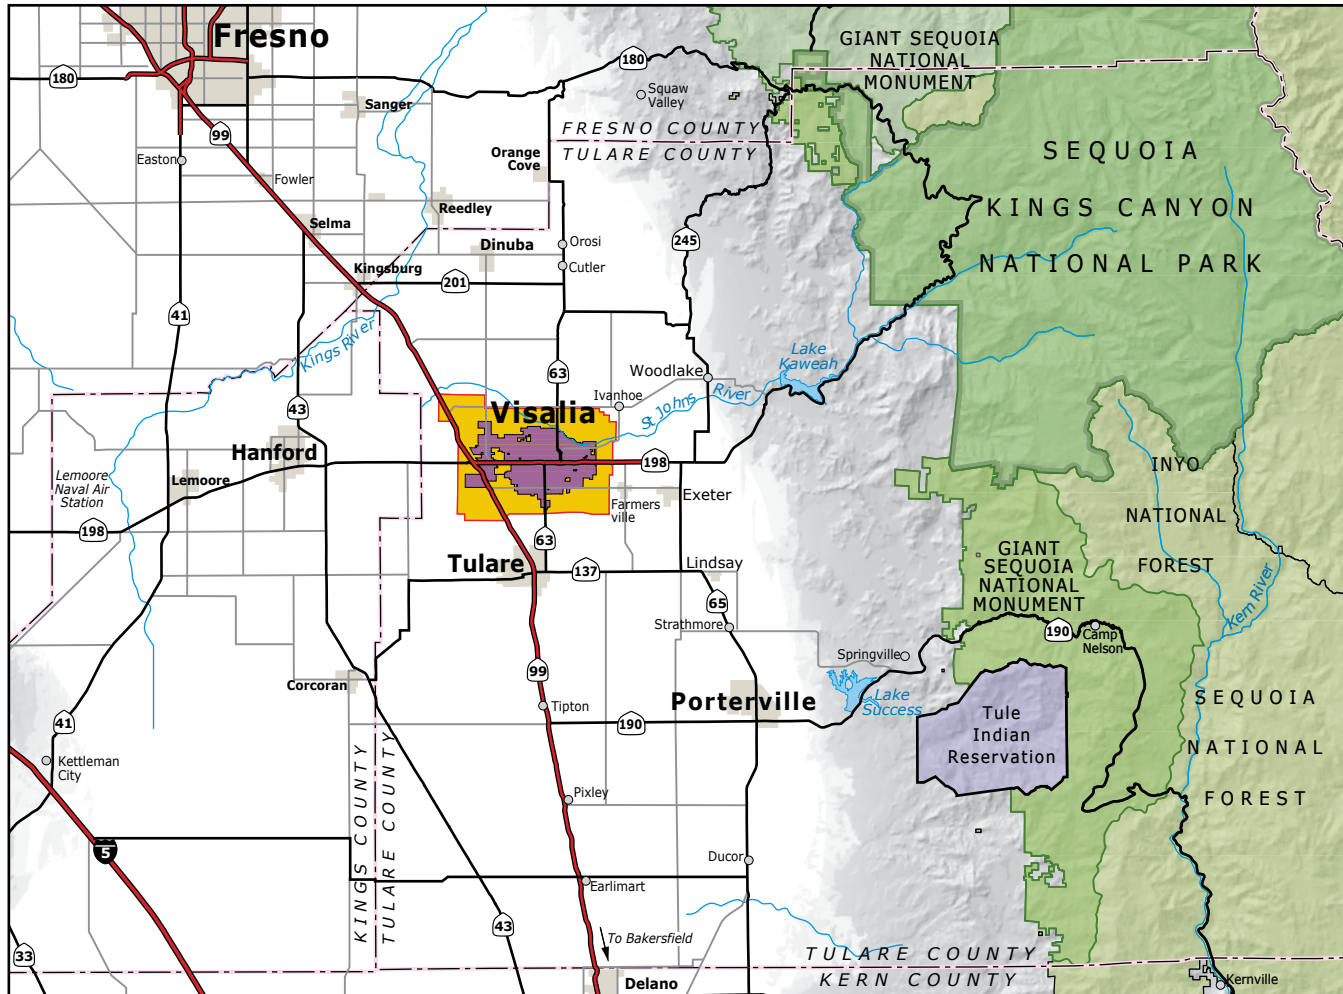 Fresno
GIANT SEQUOIA
NATIONAL
MONUMENT
180
180
Squaw
Valley
Sanger
99
FRESNO COUNTY
TULARE COUNTY
Easton
Orange
Cove
SEQUOIA
KINGS CANYON
NATIONAL PARK
Fowler
Reedley
Selma
Dinuba
Orosi
245
Kingsburg
Cutler
201
41
Kings River
Lake
Kaweah
63
Woodlake
Ivanhoe
St Johns River
43
Visalia
Hanford
198
INYO
NATIONAL
FOREST
Lemoore
Naval Air
Station
Lemoore
Exeter
Farmers
ville
198
63
GIANT
SEQUOIA
NATIONAL
MONUMENT
Tulare
137
Lindsay
Kern River
65
Strathmore
190
Camp
Nelson
Springville
99
Corcoran
Lake
Success
Porterville
SEQUOIA
NATIONAL
FOREST
Tipton
190
Tule
Indian
Reservation
41
Kettleman
City
KINGS COUNTY
TULARE COUNTY
Pixley
5
Ducor
Earlimart
43
33
To Bakersfield
TULARE COUNTY
KERN COUNTY
Delano
Kernville